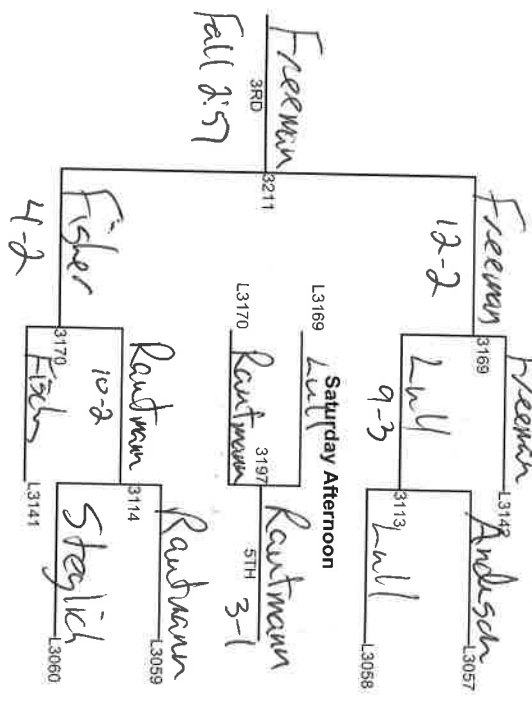 Freeman
L3142
Freeman
12-2
3169
Andersch
L3057
Lull
9-3
3113
Lull
L3058
Saturday Afternoon
L3169
Lull
3197
Rautmann
5TH
3-1
L3170
Rautmann
Freeman
3RD
Fall 2:57
3211
Rautmann
L3059
Rautmann
10-2
3114
Steglich
L3060
Fisher
4-2
3170
Fisch
L3141